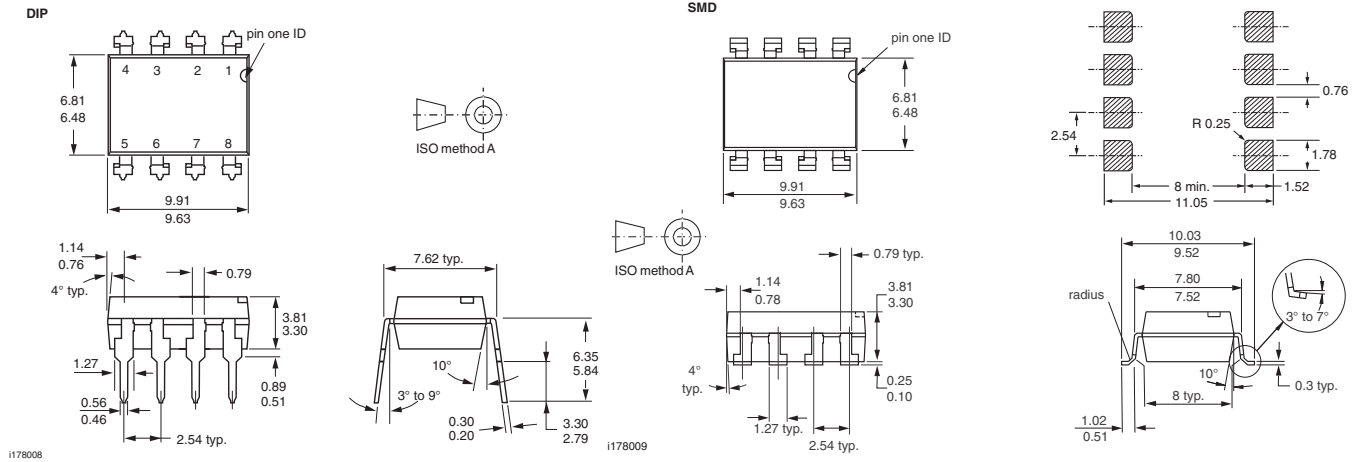 DIP
pin one ID
4 3 2 1
6.81
6.48
5 6 7 8
9.91
9.63
ISO method A
1.14
0.76
4° typ.
0.79
3.81
3.30
1.27
0.89
0.51
0.56
0.46
2.54 typ.
7.62 typ.
6.35
5.84
10°
3° to 9°
0.30
0.20
3.30
2.79
i178008
SMD
pin one ID
6.81
6.48
9.91
9.63
ISO method A
0.79 typ.
1.14
0.78
3.81
3.30
4°
typ.
0.25
0.10
1.27 typ.
2.54 typ.
i178009
0.76
2.54
R 0.25
1.78
8 min.
1.52
11.05
10.03
9.52
7.80
7.52
radius
3° to 7°
10°
0.3 typ.
8 typ.
1.02
0.51